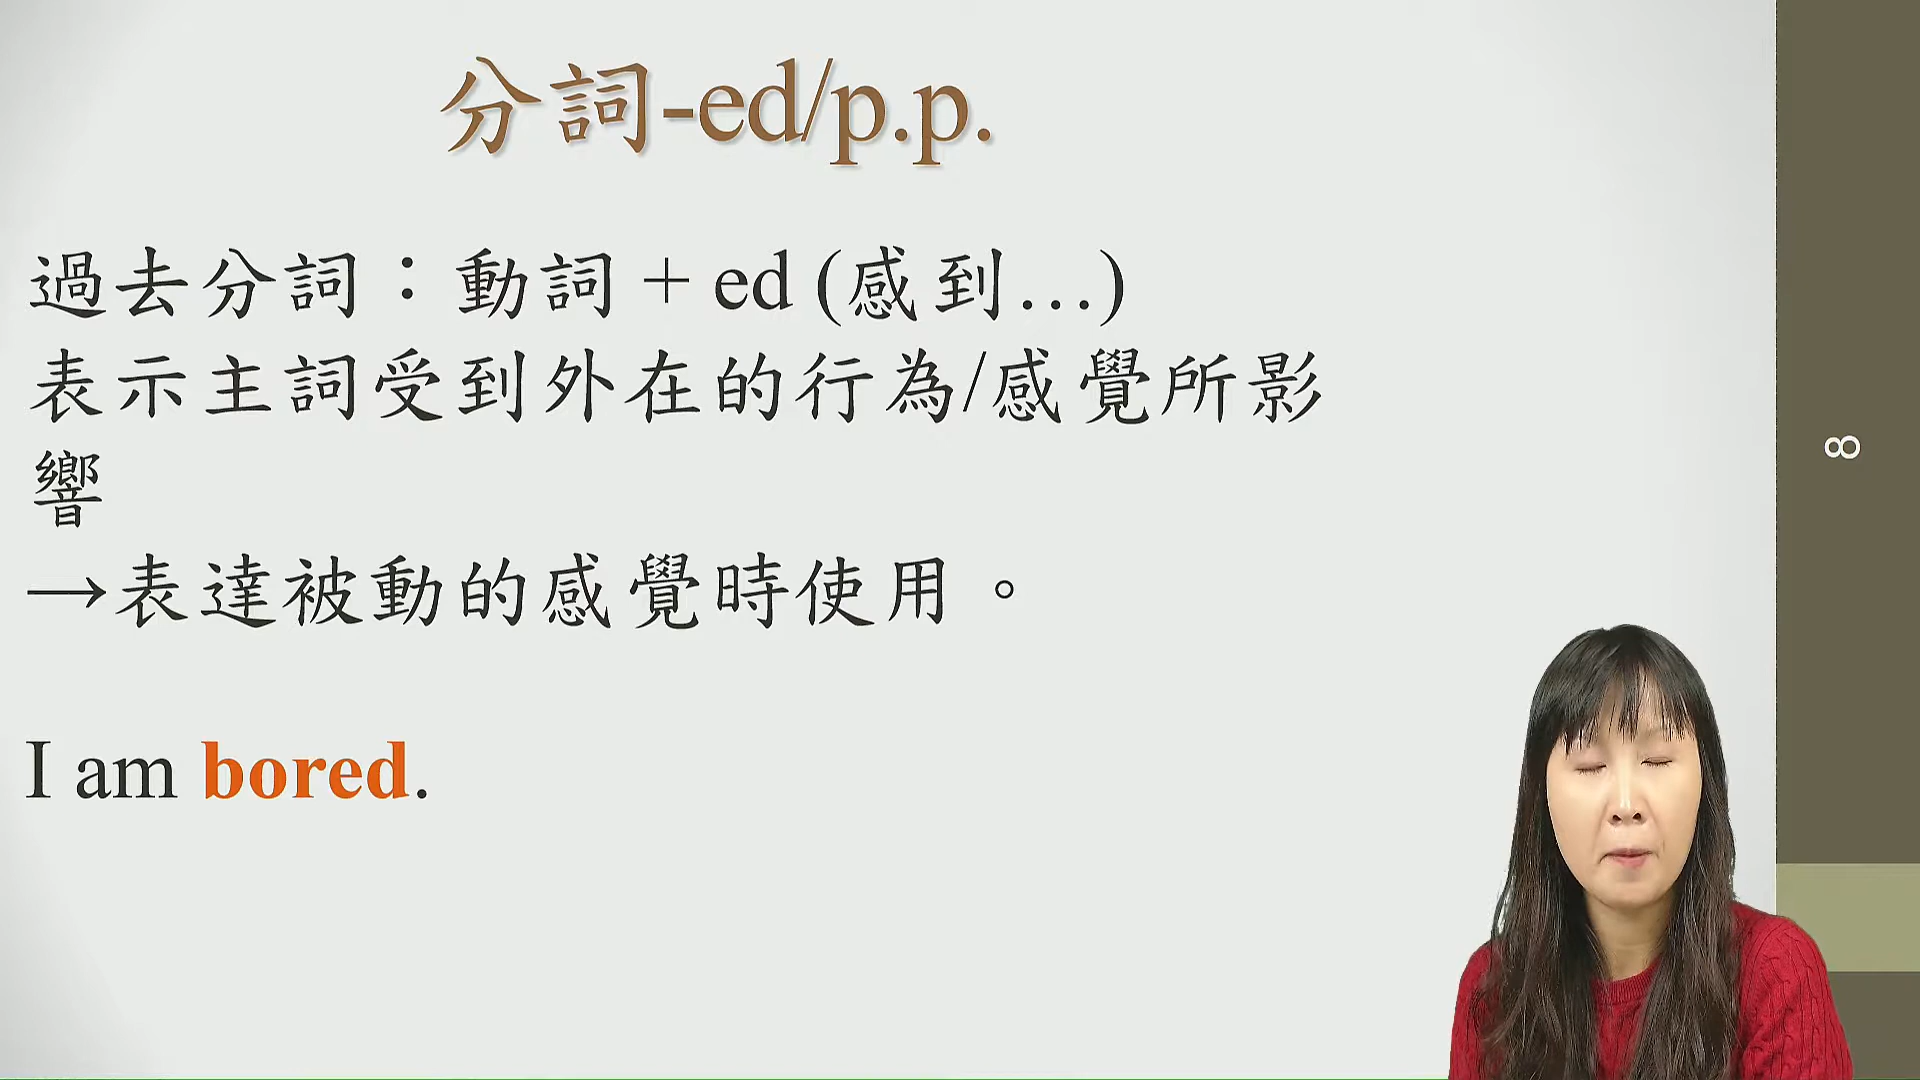 分詞-ed/p.p.
過去分詞：動詞 + ed (感到…)
表示主詞受到外在的行為/感覺所影
響
→表達被動的感覺時使用。
I am bored.
8